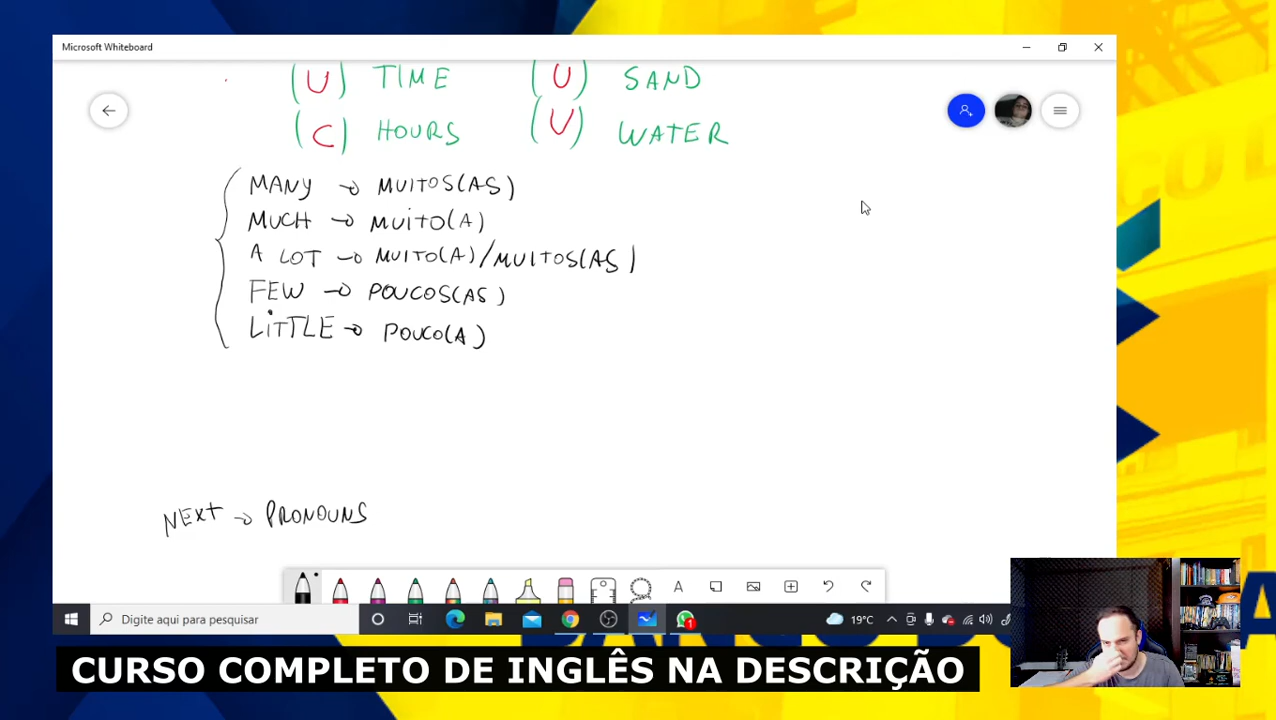 Microsoft Whiteboard
(U) TIME (U) SAND
(C) HOURS (U) WATER
MANY → MUITOS(AS)
MUCH → MUITO(A)
A LOT → MUITO(A)/MUITOS(AS)
FEW → POUCOS(AS)
LITTLE → POUCO(A)
NEXT → PRONOUNS
A
Digite aqui para pesquisar
1
19°C
A
CURSO COMPLETO DE INGLÊS NA DESCRIÇÃO